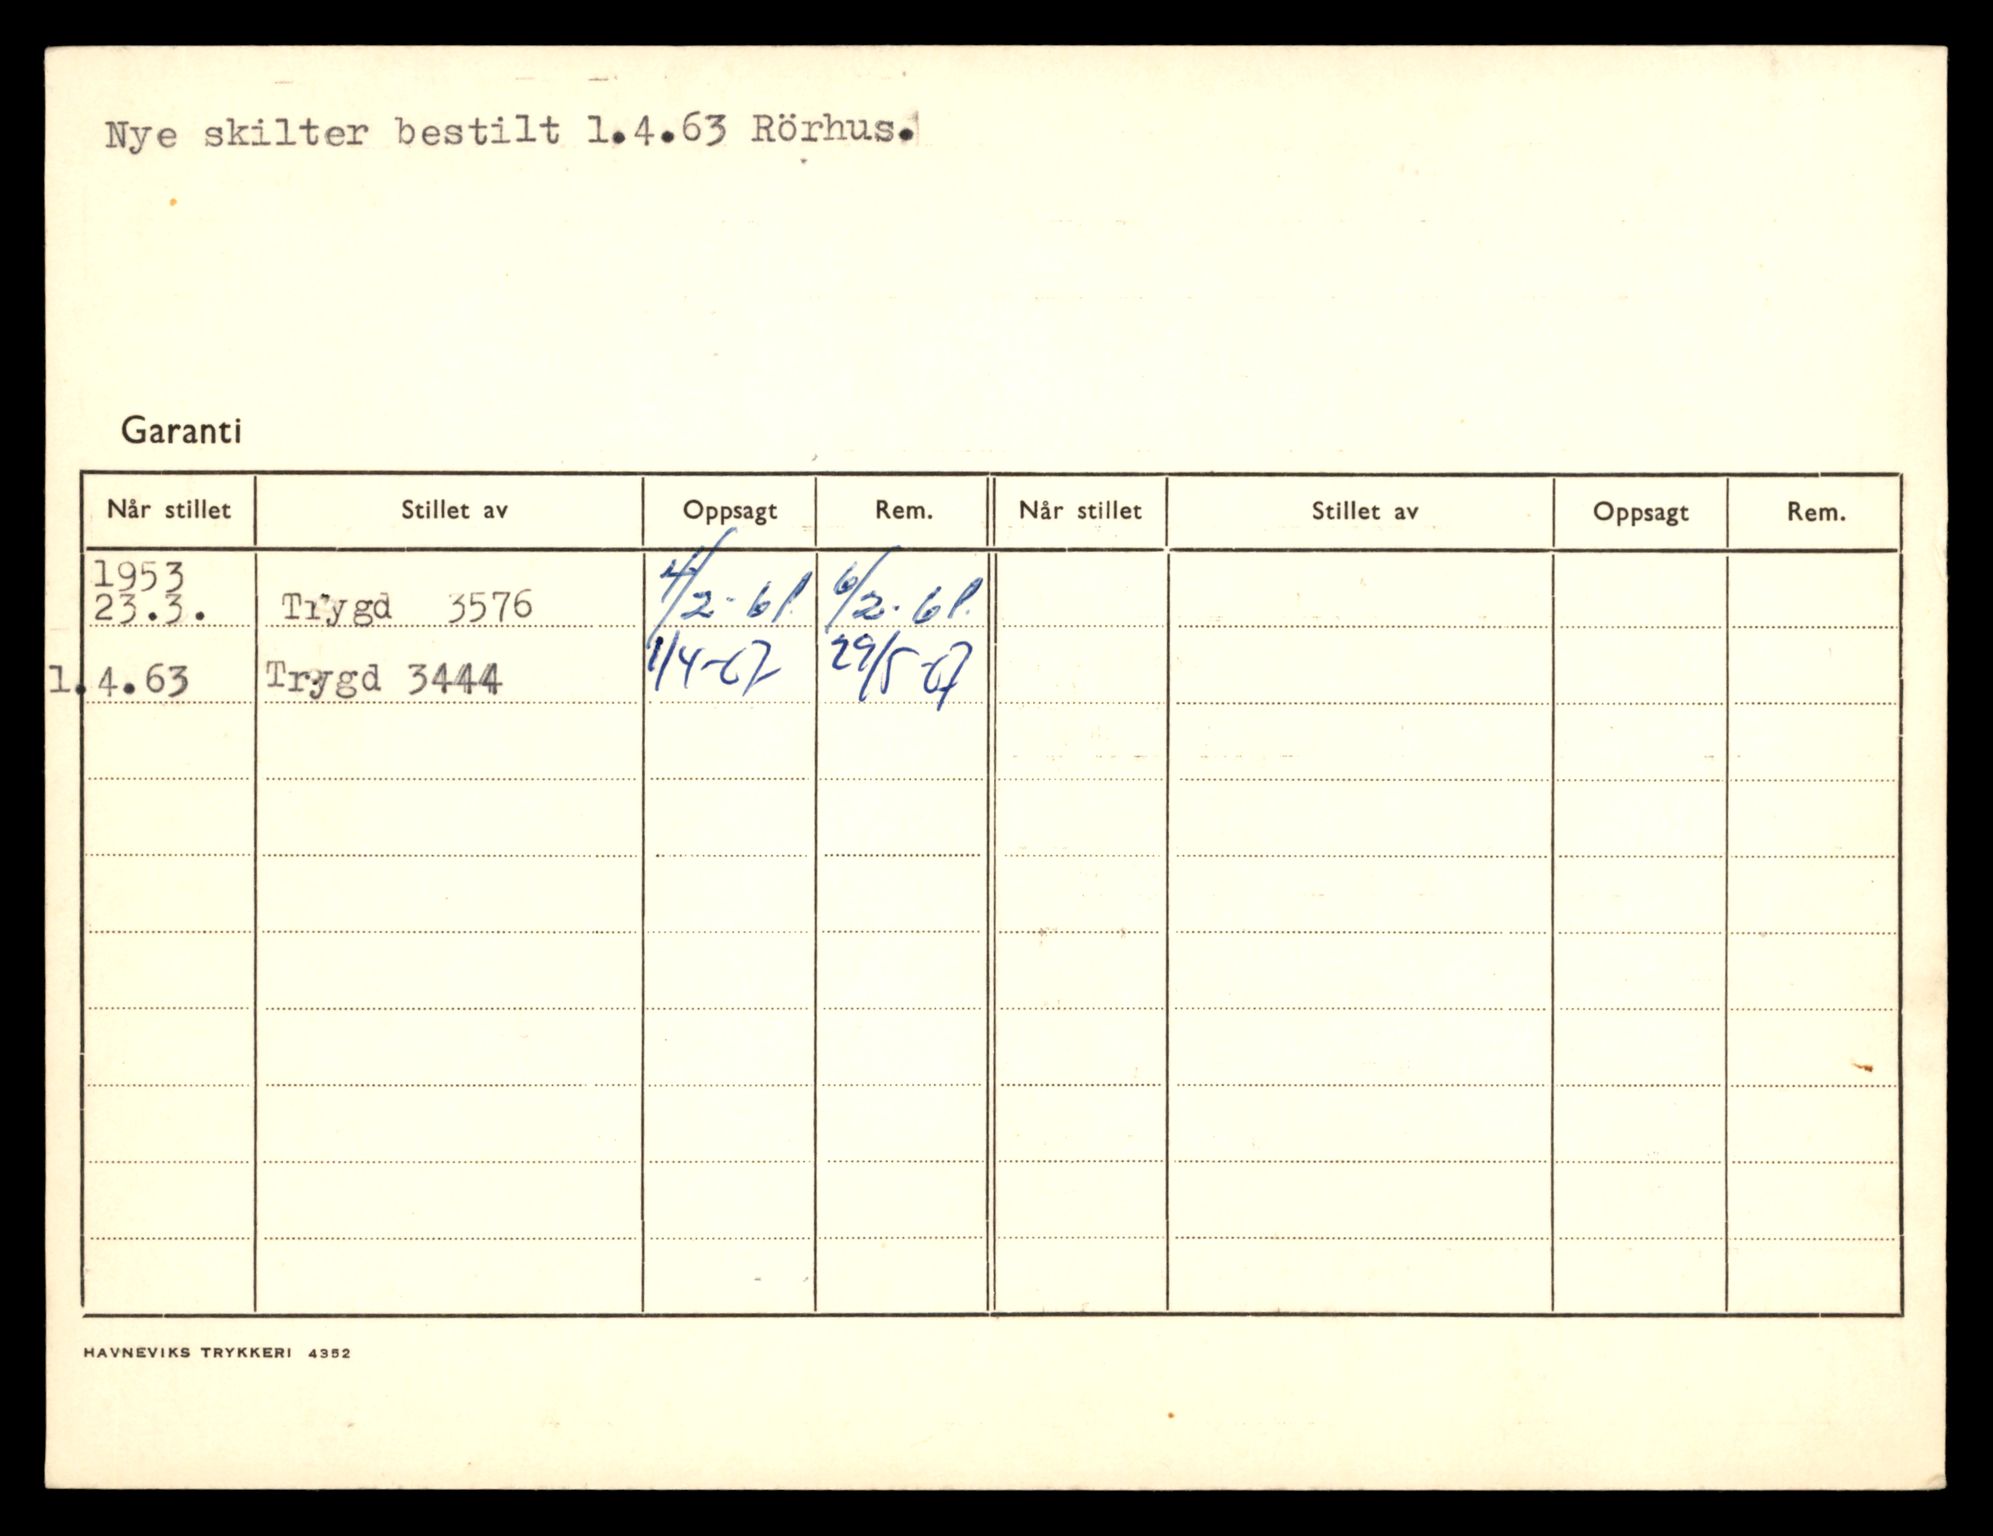 Nye skilter bestilt 1.4.63 Rörhus.
Garanti
Når stillet Stillet av Oppsagt Rem. Når stillet Stillet av Oppsagt Rem.
1953
23.3. Trygd 3576 4/2-61. 6/2-61.
1.4.63 Trygd 3444 1/4-67 29/5-67
HAVNEVIKS TRYKKERI 4352